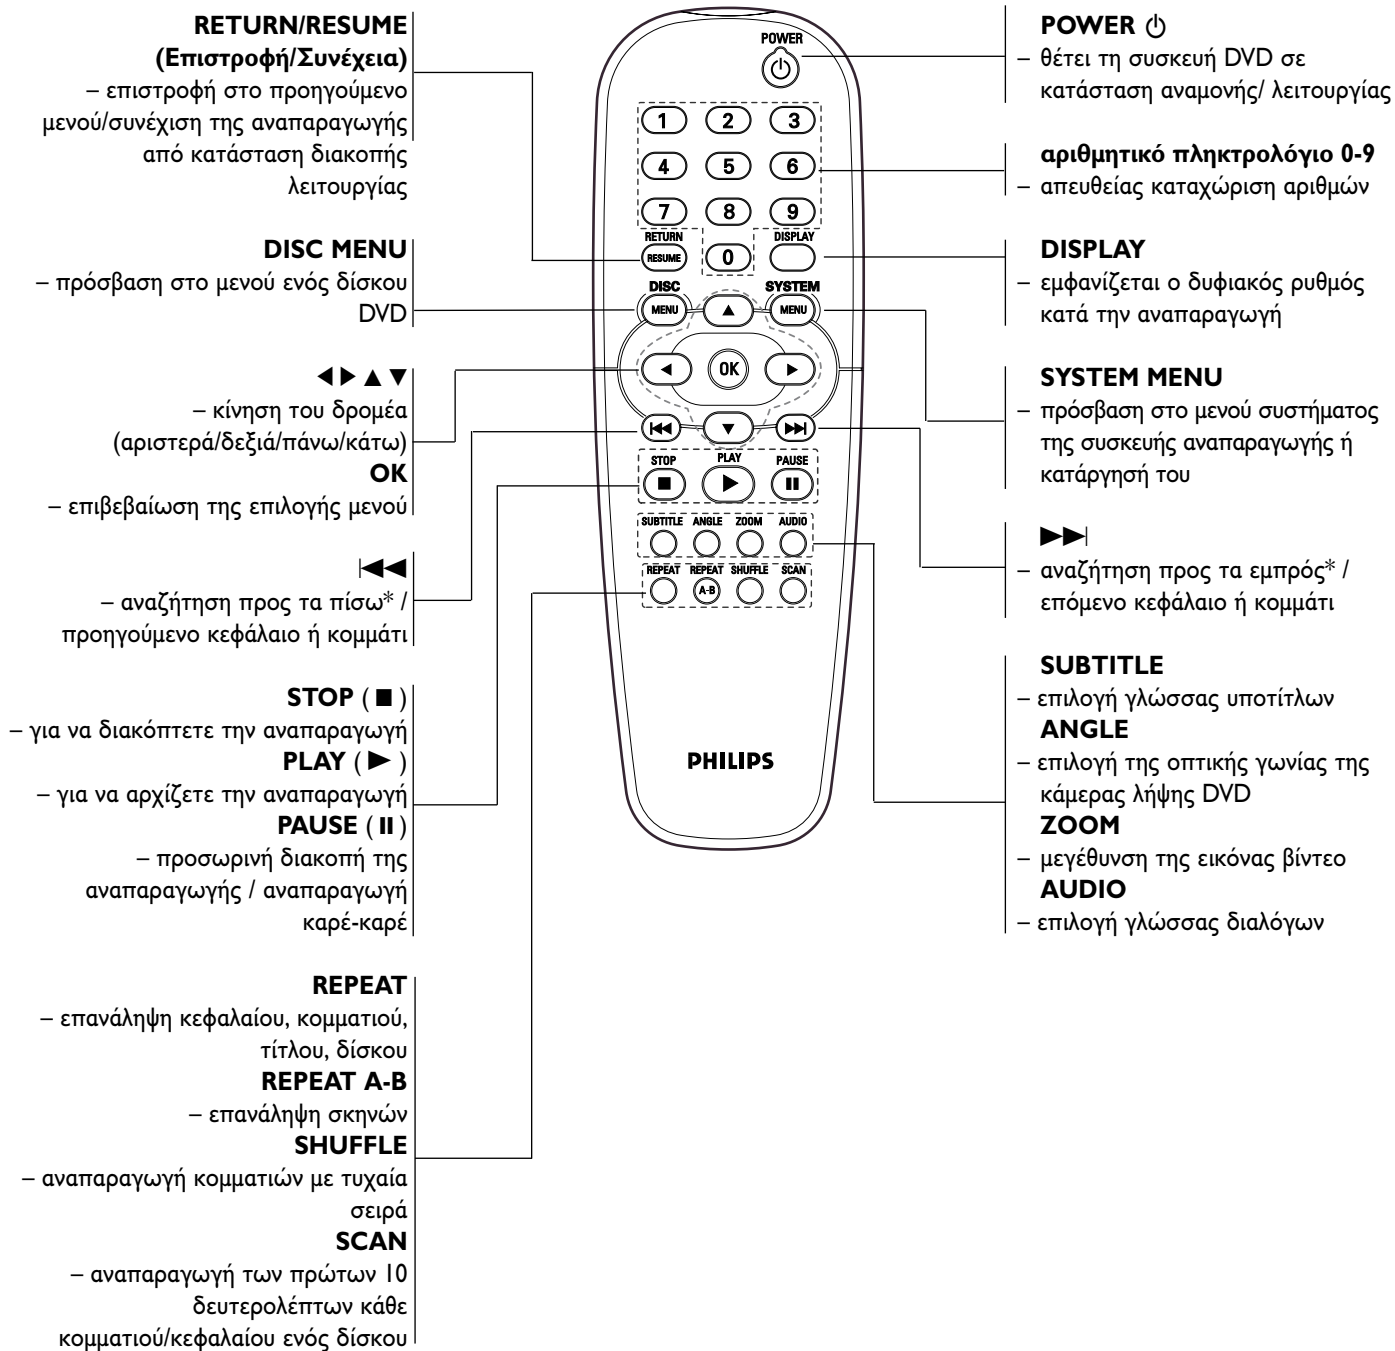 RETURN/RESUME
(Επιστροφή/Συνέχεια)
– επιστροφή στο προηγούμενο
μενού/συνέχιση της αναπαραγωγής
από κατάσταση διακοπής
λειτουργίας
DISC MENU
– πρόσβαση στο μενού ενός δίσκου
DVD
◀ ▶ ▲ ▼
– κίνηση του δρομέα
(αριστερά/δεξιά/πάνω/κάτω)
OK
– επιβεβαίωση της επιλογής μενού
|◀◀
– αναζήτηση προς τα πίσω* /
προηγούμενο κεφάλαιο ή κομμάτι
STOP ( ■ )
– για να διακόπτετε την αναπαραγωγή
PLAY ( ▶ )
– για να αρχίζετε την αναπαραγωγή
PAUSE ( II )
– προσωρινή διακοπή της
αναπαραγωγής / αναπαραγωγή
καρέ-καρέ
REPEAT
– επανάληψη κεφαλαίου, κομματιού,
τίτλου, δίσκου
REPEAT A-B
– επανάληψη σκηνών
SHUFFLE
– αναπαραγωγή κομματιών με τυχαία
σειρά
SCAN
– αναπαραγωγή των πρώτων 10
δευτερολέπτων κάθε
κομματιού/κεφαλαίου ενός δίσκου
POWER
1 2 3
4 5 6
7 8 9
RETURN DISPLAY
RESUME 0
DISC SYSTEM
MENU ▲ MENU
◀ OK ▶
|◀◀ ▼ ▶▶|
STOP PLAY PAUSE
■ ▶ II
SUBTITLE ANGLE ZOOM AUDIO
REPEAT REPEAT SHUFFLE SCAN
A-B
PHILIPS
POWER ⏻
– θέτει τη συσκευή DVD σε
κατάσταση αναμονής/ λειτουργίας
αριθμητικό πληκτρολόγιο 0-9
– απευθείας καταχώριση αριθμών
DISPLAY
– εμφανίζεται ο δυφιακός ρυθμός
κατά την αναπαραγωγή
SYSTEM MENU
– πρόσβαση στο μενού συστήματος
της συσκευής αναπαραγωγής ή
κατάργησή του
▶▶|
– αναζήτηση προς τα εμπρός* /
επόμενο κεφάλαιο ή κομμάτι
SUBTITLE
– επιλογή γλώσσας υποτίτλων
ANGLE
– επιλογή της οπτικής γωνίας της
κάμερας λήψης DVD
ZOOM
– μεγέθυνση της εικόνας βίντεο
AUDIO
– επιλογή γλώσσας διαλόγων